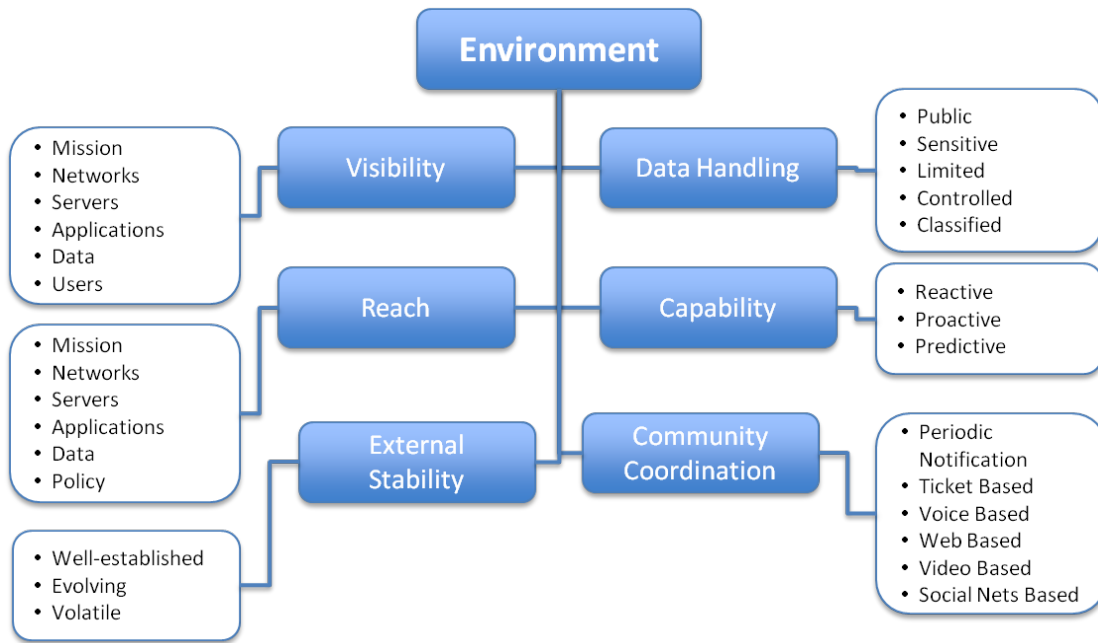 Environment
Visibility
• Mission
• Networks
• Servers
• Applications
• Data
• Users
Data Handling
• Public
• Sensitive
• Limited
• Controlled
• Classified
Reach
• Mission
• Networks
• Servers
• Applications
• Data
• Policy
Capability
• Reactive
• Proactive
• Predictive
External
Stability
• Well-established
• Evolving
• Volatile
Community
Coordination
• Periodic
Notification
• Ticket Based
• Voice Based
• Web Based
• Video Based
• Social Nets Based